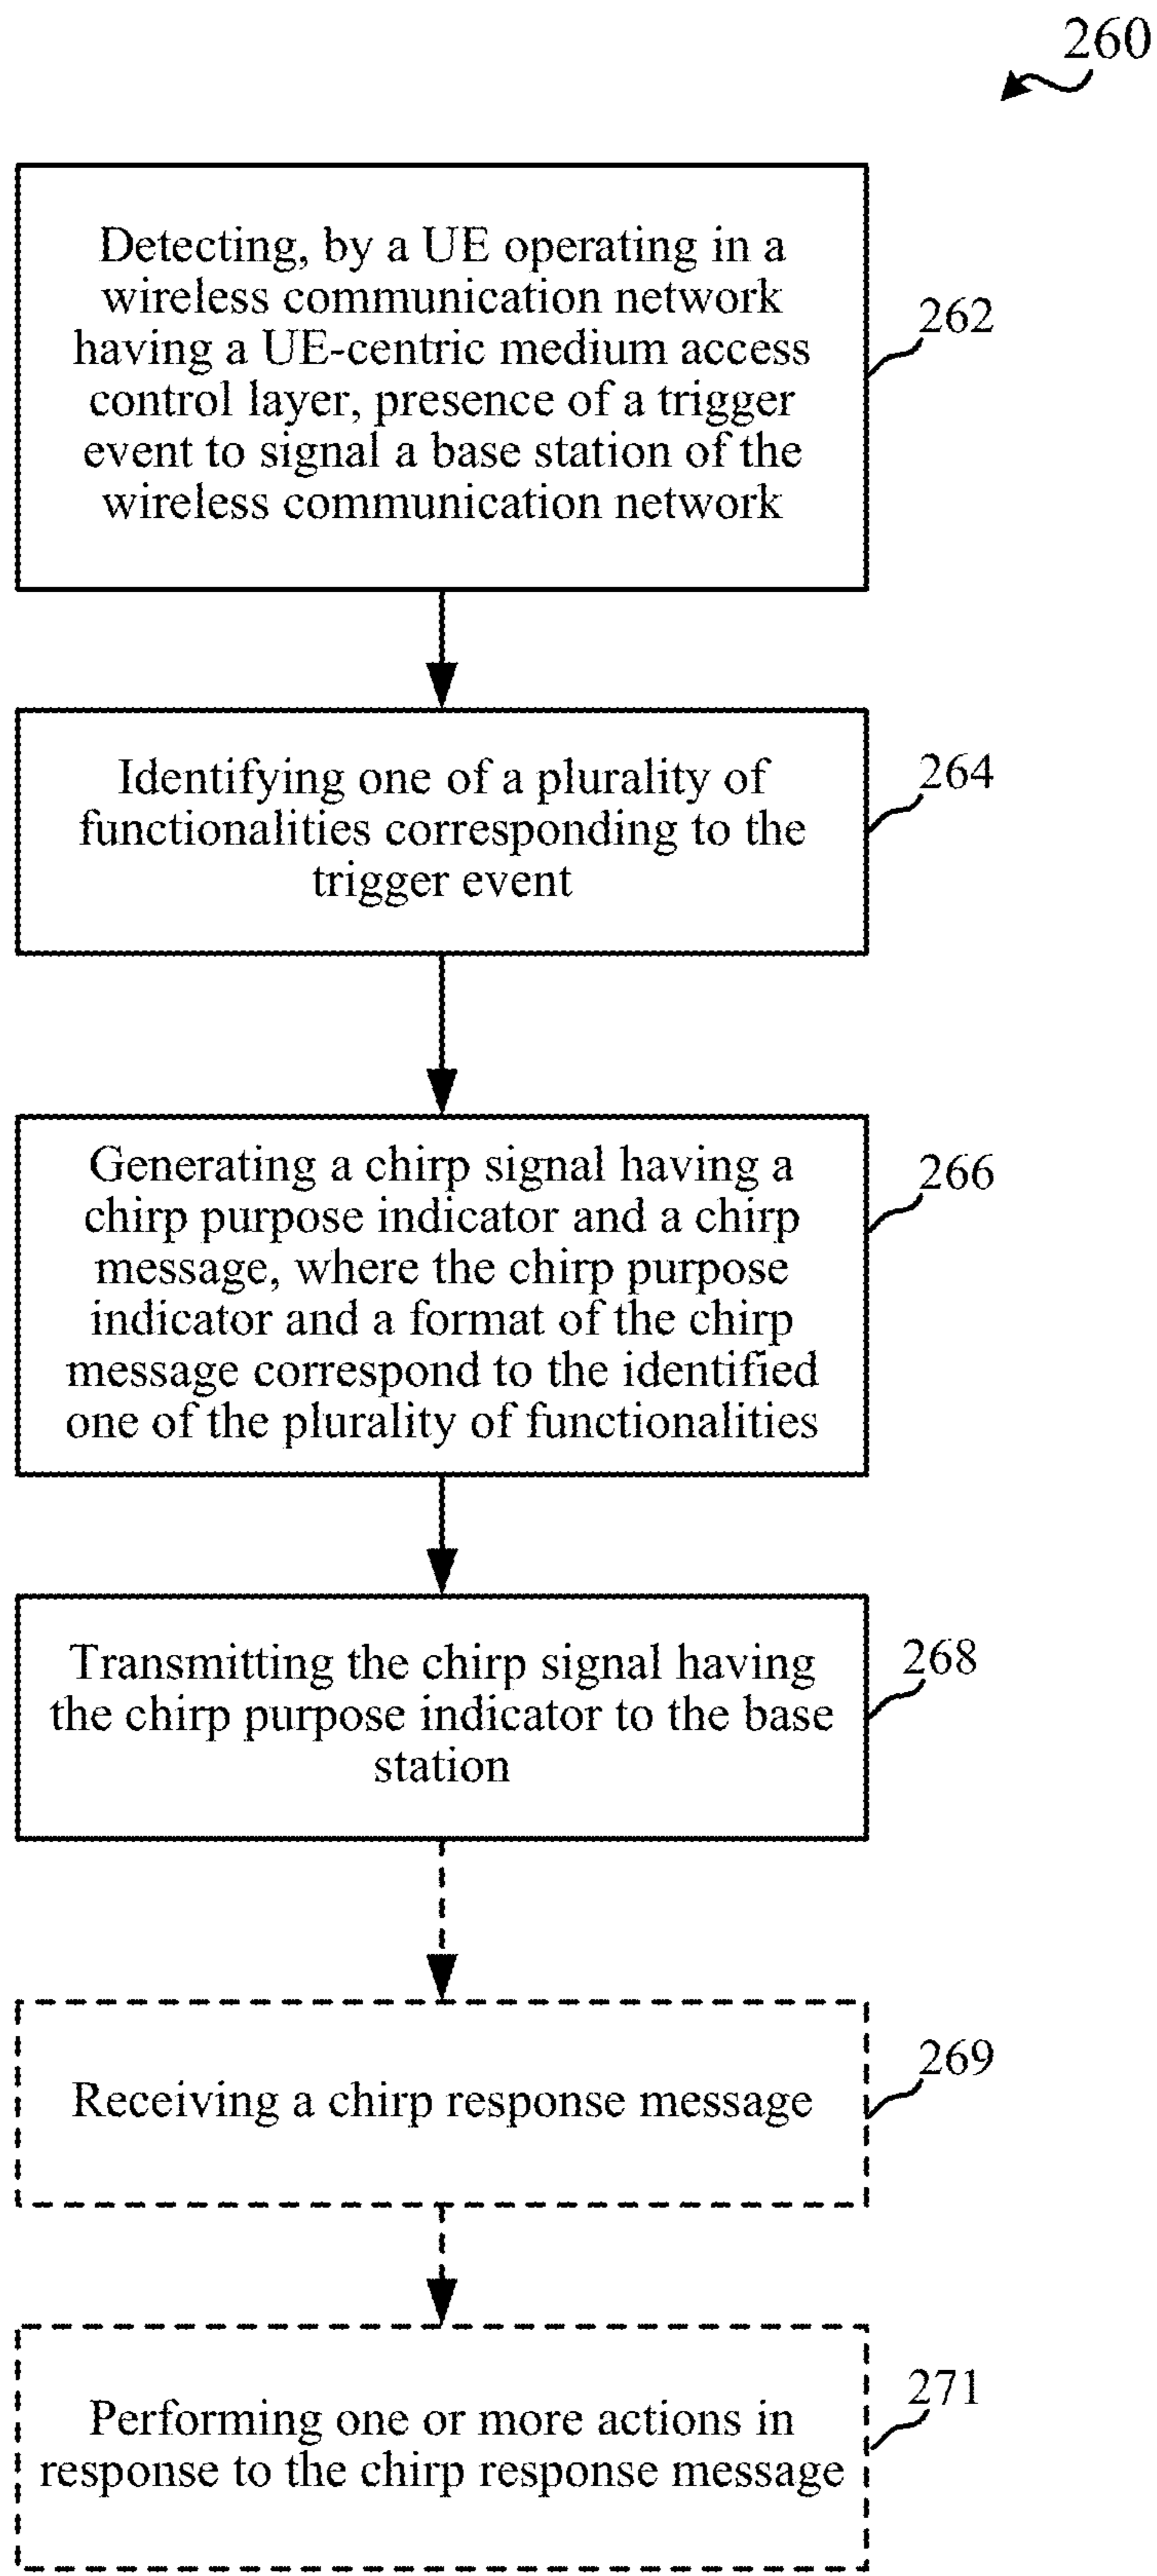 260
Detecting, by a UE operating in a
wireless communication network
having a UE-centric medium access
control layer, presence of a trigger
event to signal a base station of the
wireless communication network
262
Identifying one of a plurality of
functionalities corresponding to the
trigger event
264
Generating a chirp signal having a
chirp purpose indicator and a chirp
message, where the chirp purpose
indicator and a format of the chirp
message correspond to the identified
one of the plurality of functionalities
266
Transmitting the chirp signal having
the chirp purpose indicator to the base
station
268
Receiving a chirp response message
269
Performing one or more actions in
response to the chirp response message
271